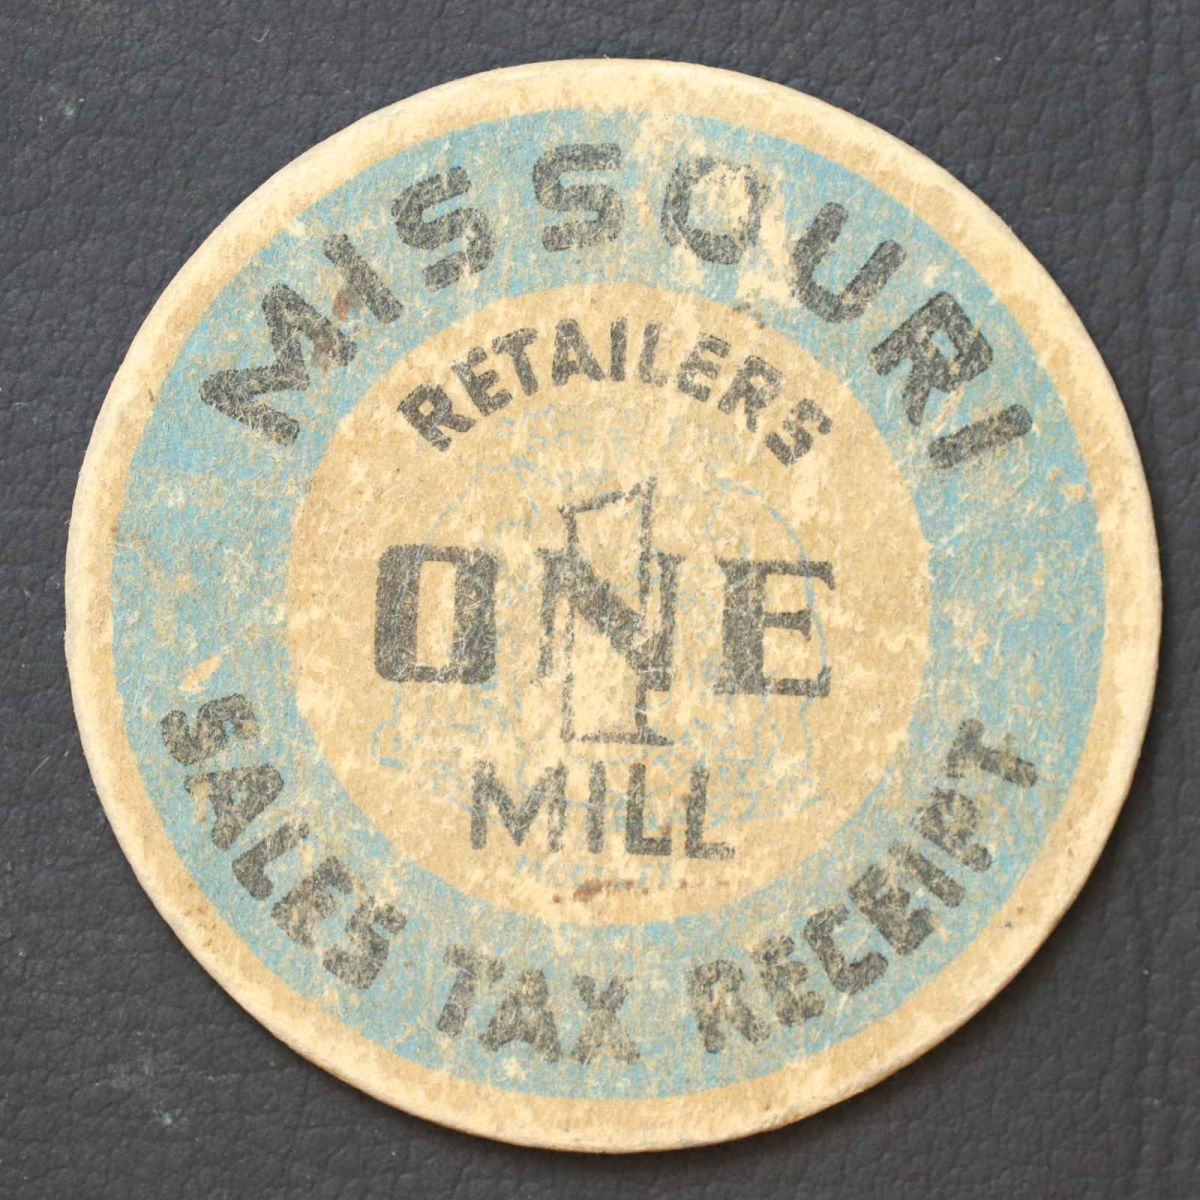 MISSOURI
RETAILERS
1
ONE
MILL
SALES TAX RECEIPT